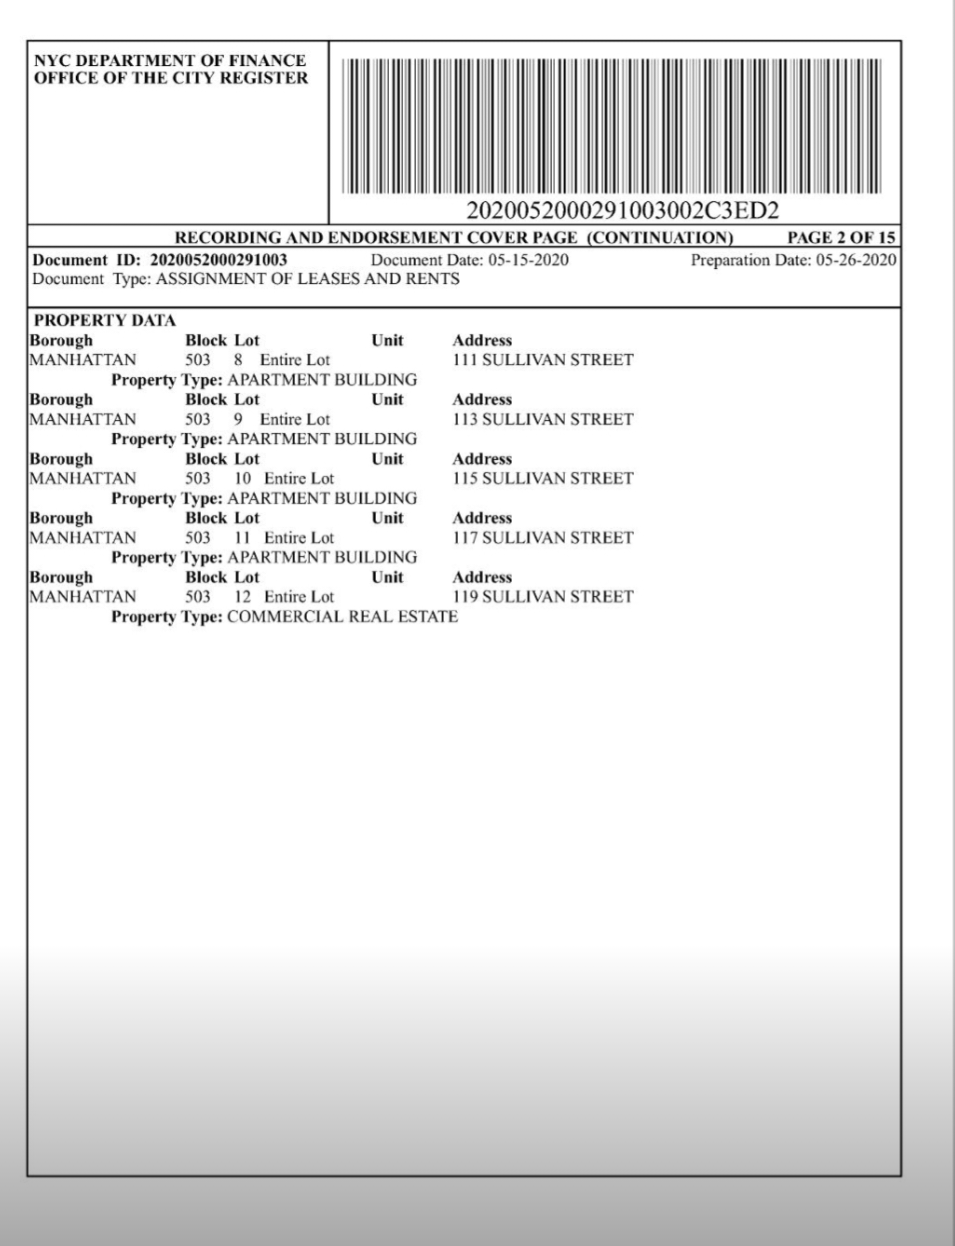 NYC DEPARTMENT OF FINANCE
OFFICE OF THE CITY REGISTER
2020052000291003002C3ED2
RECORDING AND ENDORSEMENT COVER PAGE (CONTINUATION) PAGE 2 OF 15
Document ID: 2020052000291003 Document Date: 05-15-2020 Preparation Date: 05-26-2020
Document Type: ASSIGNMENT OF LEASES AND RENTS
PROPERTY DATA
Borough Block Lot Unit Address
MANHATTAN 503 8 Entire Lot 111 SULLIVAN STREET
Property Type: APARTMENT BUILDING
Borough Block Lot Unit Address
MANHATTAN 503 9 Entire Lot 113 SULLIVAN STREET
Property Type: APARTMENT BUILDING
Borough Block Lot Unit Address
MANHATTAN 503 10 Entire Lot 115 SULLIVAN STREET
Property Type: APARTMENT BUILDING
Borough Block Lot Unit Address
MANHATTAN 503 11 Entire Lot 117 SULLIVAN STREET
Property Type: APARTMENT BUILDING
Borough Block Lot Unit Address
MANHATTAN 503 12 Entire Lot 119 SULLIVAN STREET
Property Type: COMMERCIAL REAL ESTATE